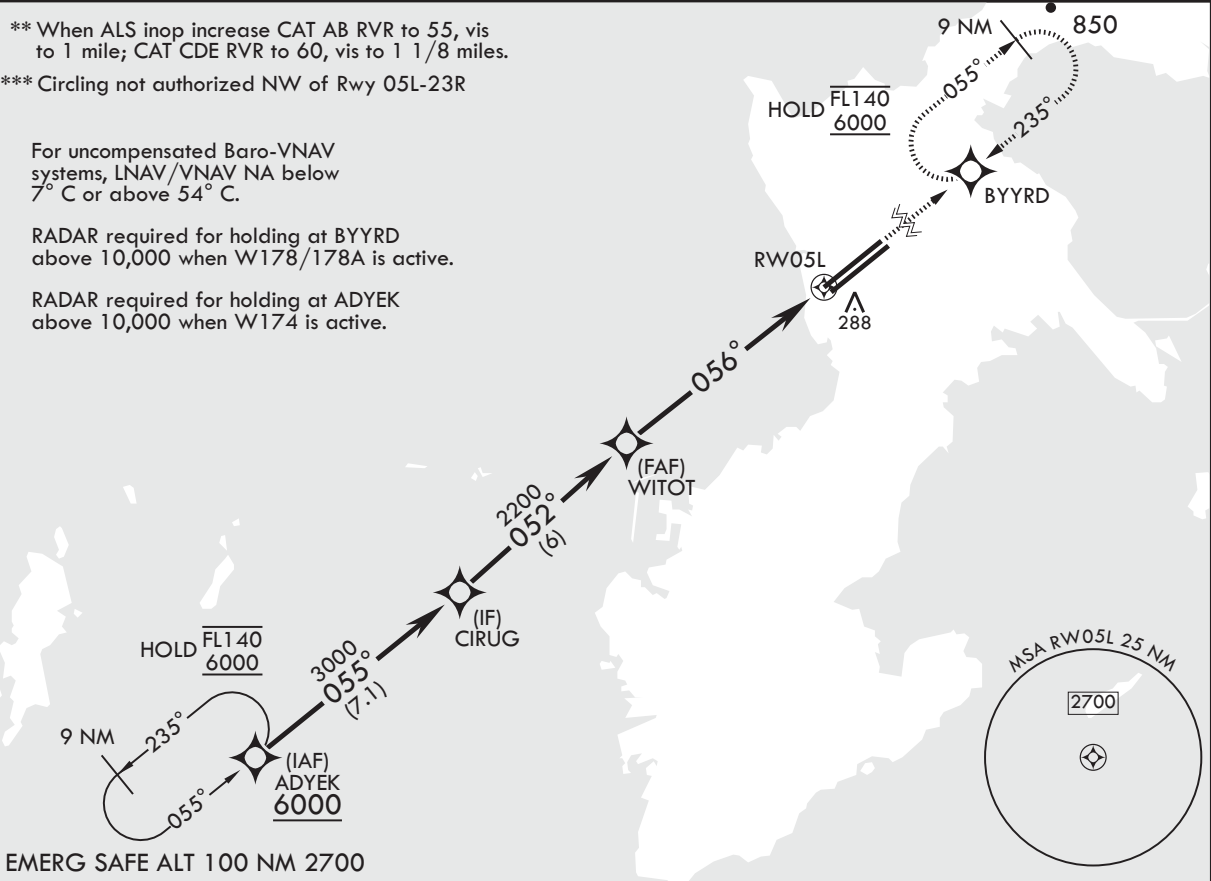 ** When ALS inop increase CAT AB RVR to 55, vis
to 1 mile; CAT CDE RVR to 60, vis to 1 1/8 miles.
*** Circling not authorized NW of Rwy 05L-23R
For uncompensated Baro-VNAV
systems, LNAV/VNAV NA below
7° C or above 54° C.
RADAR required for holding at BYYRD
above 10,000 when W178/178A is active.
RADAR required for holding at ADYEK
above 10,000 when W174 is active.
9 NM
850
HOLD FL140
6000
055°
235°
BYYRD
RW05L
288
056°
(FAF)
WITOT
2200
052°
(6)
(IF)
CIRUG
HOLD FL140
6000
3000
055°
(7.1)
9 NM
235°
055°
(IAF)
ADYEK
6000
MSA RW05L 25 NM
2700
EMERG SAFE ALT 100 NM 2700